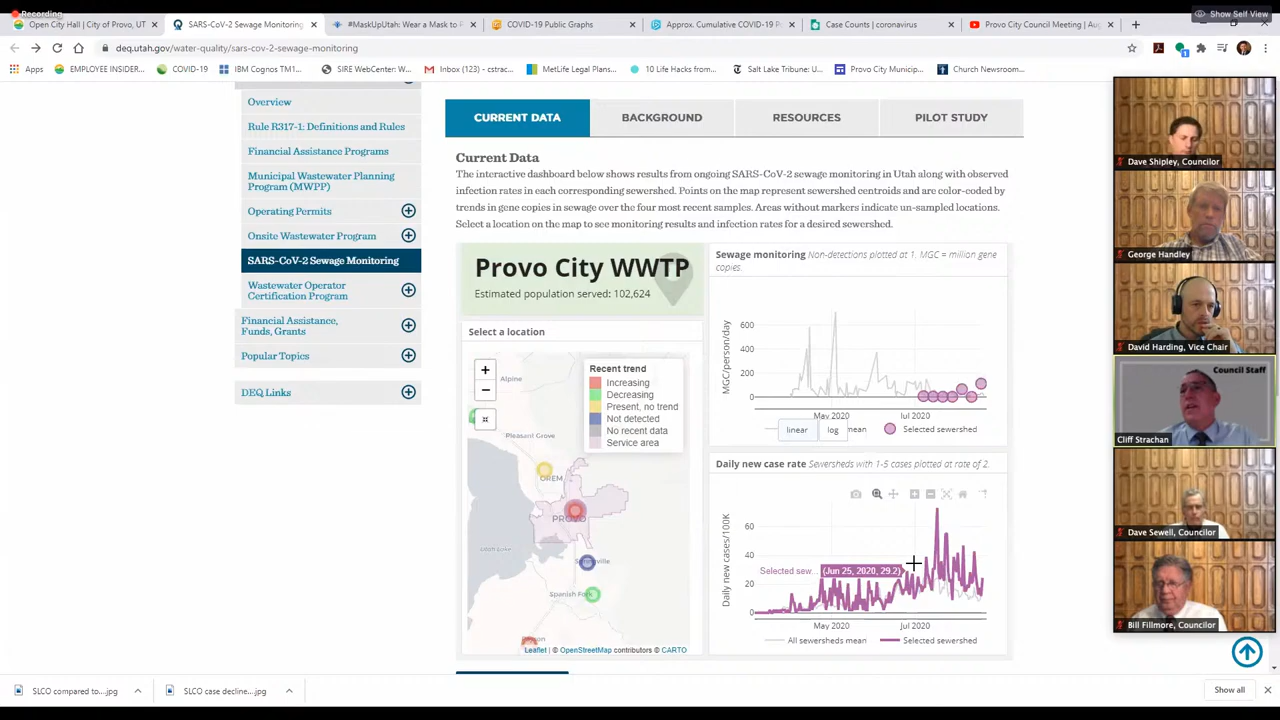 Recording
Open City Hall | City of Provo, UT
SARS-CoV-2 Sewage Monitoring
#MaskUpUtah: Wear a Mask to
COVID-19 Public Graphs
Approx. Cumulative COVID-19 P
Case Counts | coronavirus
Provo City Council Meeting | Aug
Show Self View
deq.utah.gov/water-quality/sars-cov-2-sewage-monitoring
Apps
EMPLOYEE INSIDER...
COVID-19
IBM Cognos TM1...
SIRE WebCenter: W...
Inbox (123) - cstrac...
MetLife Legal Plans...
10 Life Hacks from...
Salt Lake Tribune: U...
Provo City Municip...
Church Newsroom...
Overview
Rule R317-1: Definitions and Rules
Financial Assistance Programs
Municipal Wastewater Planning
Program (MWPP)
Operating Permits
Onsite Wastewater Program
SARS-CoV-2 Sewage Monitoring
Wastewater Operator
Certification Program
Financial Assistance,
Funds, Grants
Popular Topics
DEQ Links
CURRENT DATA
BACKGROUND
RESOURCES
PILOT STUDY
Current Data
The interactive dashboard below shows results from ongoing SARS-CoV-2 sewage monitoring in Utah along with observed
infection rates in each corresponding sewershed. Points on the map represent sewershed centroids and are color-coded by
trends in gene copies in sewage over the four most recent samples. Areas without markers indicate un-sampled locations.
Select a location on the map to see monitoring results and infection rates for a desired sewershed.
Provo City WWTP
Estimated population served: 102,624
Select a location
+
−
Recent trend
Increasing
Decreasing
Present, no trend
Not detected
No recent data
Service area
Alpine
Pleasant Grove
OREM
PROVO
Utah Lake
Spanish Fork
Leaflet | © OpenStreetMap contributors © CARTO
Sewage monitoring Non-detections plotted at 1. MGC = million gene
copies.
MGC/person/day
600
400
200
0
May 2020
Jul 2020
linear
log
mean
Selected sewershed
Daily new case rate Sewersheds with 1-5 cases plotted at rate of 2.
Daily new cases/100K
60
40
20
0
Selected sew...
(Jun 25, 2020, 29.2)
May 2020
Jul 2020
All sewersheds mean
Selected sewershed
Dave Shipley, Councilor
George Handley
David Harding, Vice Chair
Council Staff
Cliff Strachan
Dave Sewell, Councilor
Bill Fillmore, Councilor
SLCO compared to....jpg
SLCO case decline....jpg
Show all